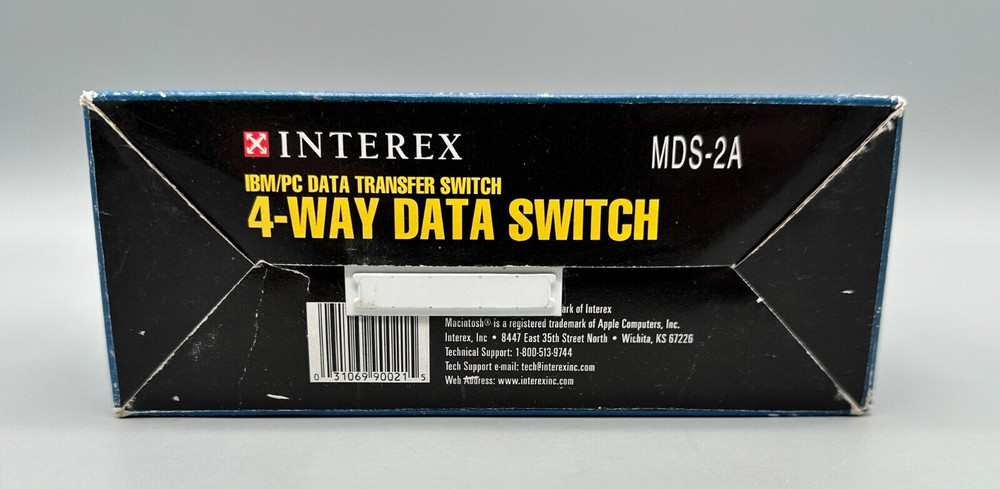 INTEREX
MDS-2A
IBM/PC DATA TRANSFER SWITCH
4-WAY DATA SWITCH
ark of Interex
Macintosh® is a registered trademark of Apple Computers, Inc.
Interex, Inc • 8447 East 35th Street North • Wichita, KS 67226
Technical Support: 1-800-513-9744
Tech Support e-mail: tech@interexinc.com
Web Address: www.interexinc.com
0 31069 90021 5